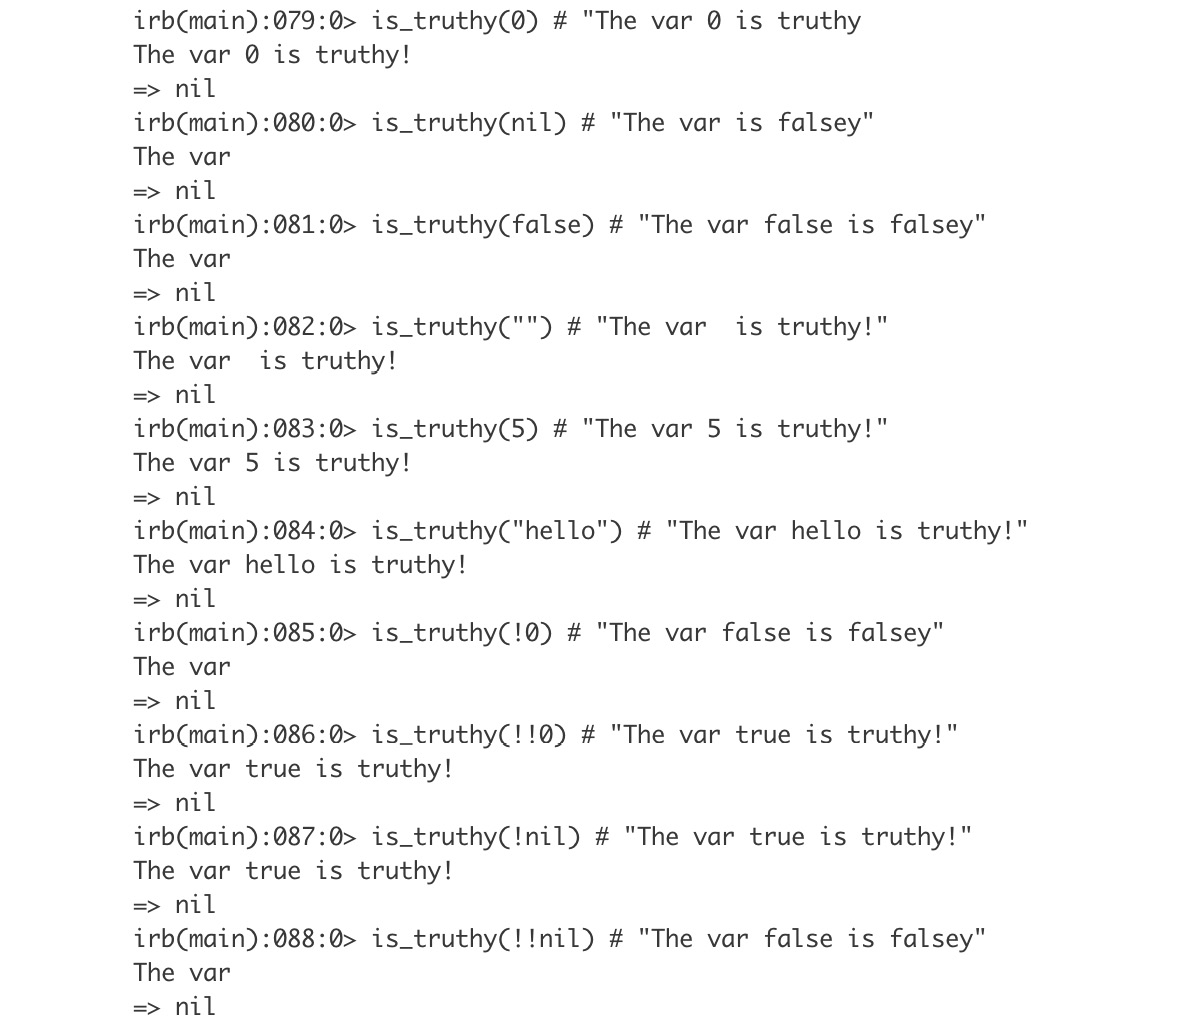 irb(main):079:0> is_truthy(0) # "The var 0 is truthy
The var 0 is truthy!
=> nil
irb(main):080:0> is_truthy(nil) # "The var is falsey"
The var
=> nil
irb(main):081:0> is_truthy(false) # "The var false is falsey"
The var
=> nil
irb(main):082:0> is_truthy("") # "The var  is truthy!"
The var  is truthy!
=> nil
irb(main):083:0> is_truthy(5) # "The var 5 is truthy!"
The var 5 is truthy!
=> nil
irb(main):084:0> is_truthy("hello") # "The var hello is truthy!"
The var hello is truthy!
=> nil
irb(main):085:0> is_truthy(!0) # "The var false is falsey"
The var
=> nil
irb(main):086:0> is_truthy(!!0) # "The var true is truthy!"
The var true is truthy!
=> nil
irb(main):087:0> is_truthy(!nil) # "The var true is truthy!"
The var true is truthy!
=> nil
irb(main):088:0> is_truthy(!!nil) # "The var false is falsey"
The var
=> nil